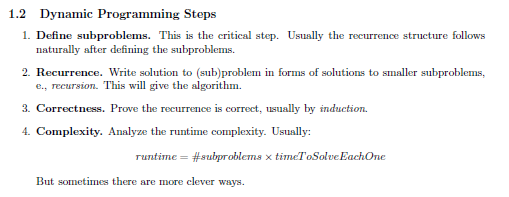 1.2 Dynamic Programming Steps
1. Define subproblems. This is the critical step. Usually the recurrence structure follows
naturally after defining the subproblems.
2. Recurrence. Write solution to (sub)problem in forms of solutions to smaller subproblems,
e., recursion. This will give the algorithm.
3. Correctness. Prove the recurrence is correct, usually by induction.
4. Complexity. Analyze the runtime complexity. Usually:
runtime = #subproblems × timeToSolveEachOne
But sometimes there are more clever ways.